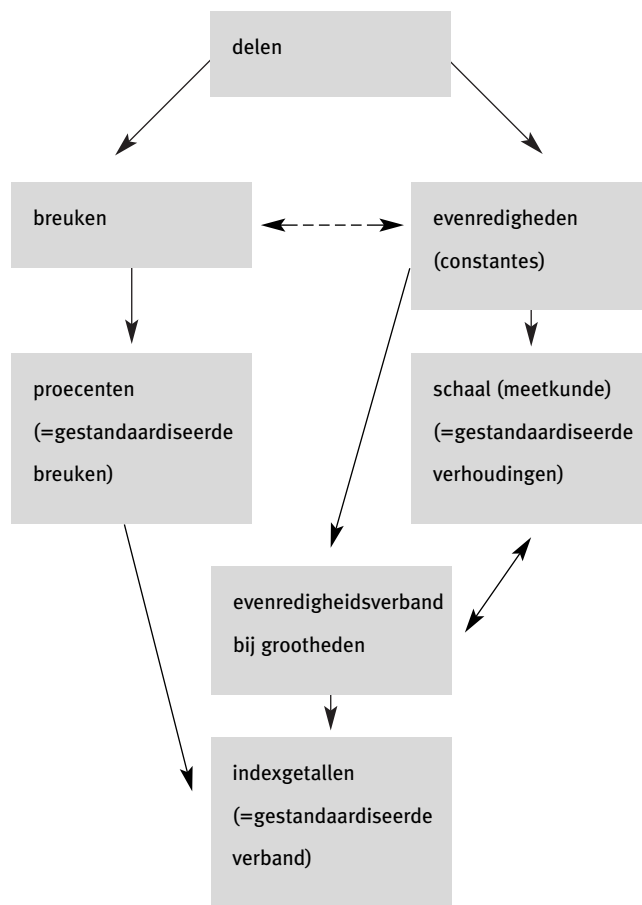 delen
breuken
evenredigheden
(constantes)
proecenten
(=gestandaardiseerde
breuken)
schaal (meetkunde)
(=gestandaardiseerde
verhoudingen)
evenredigheidsverband
bij grootheden
indexgetallen
(=gestandaardiseerde
verband)